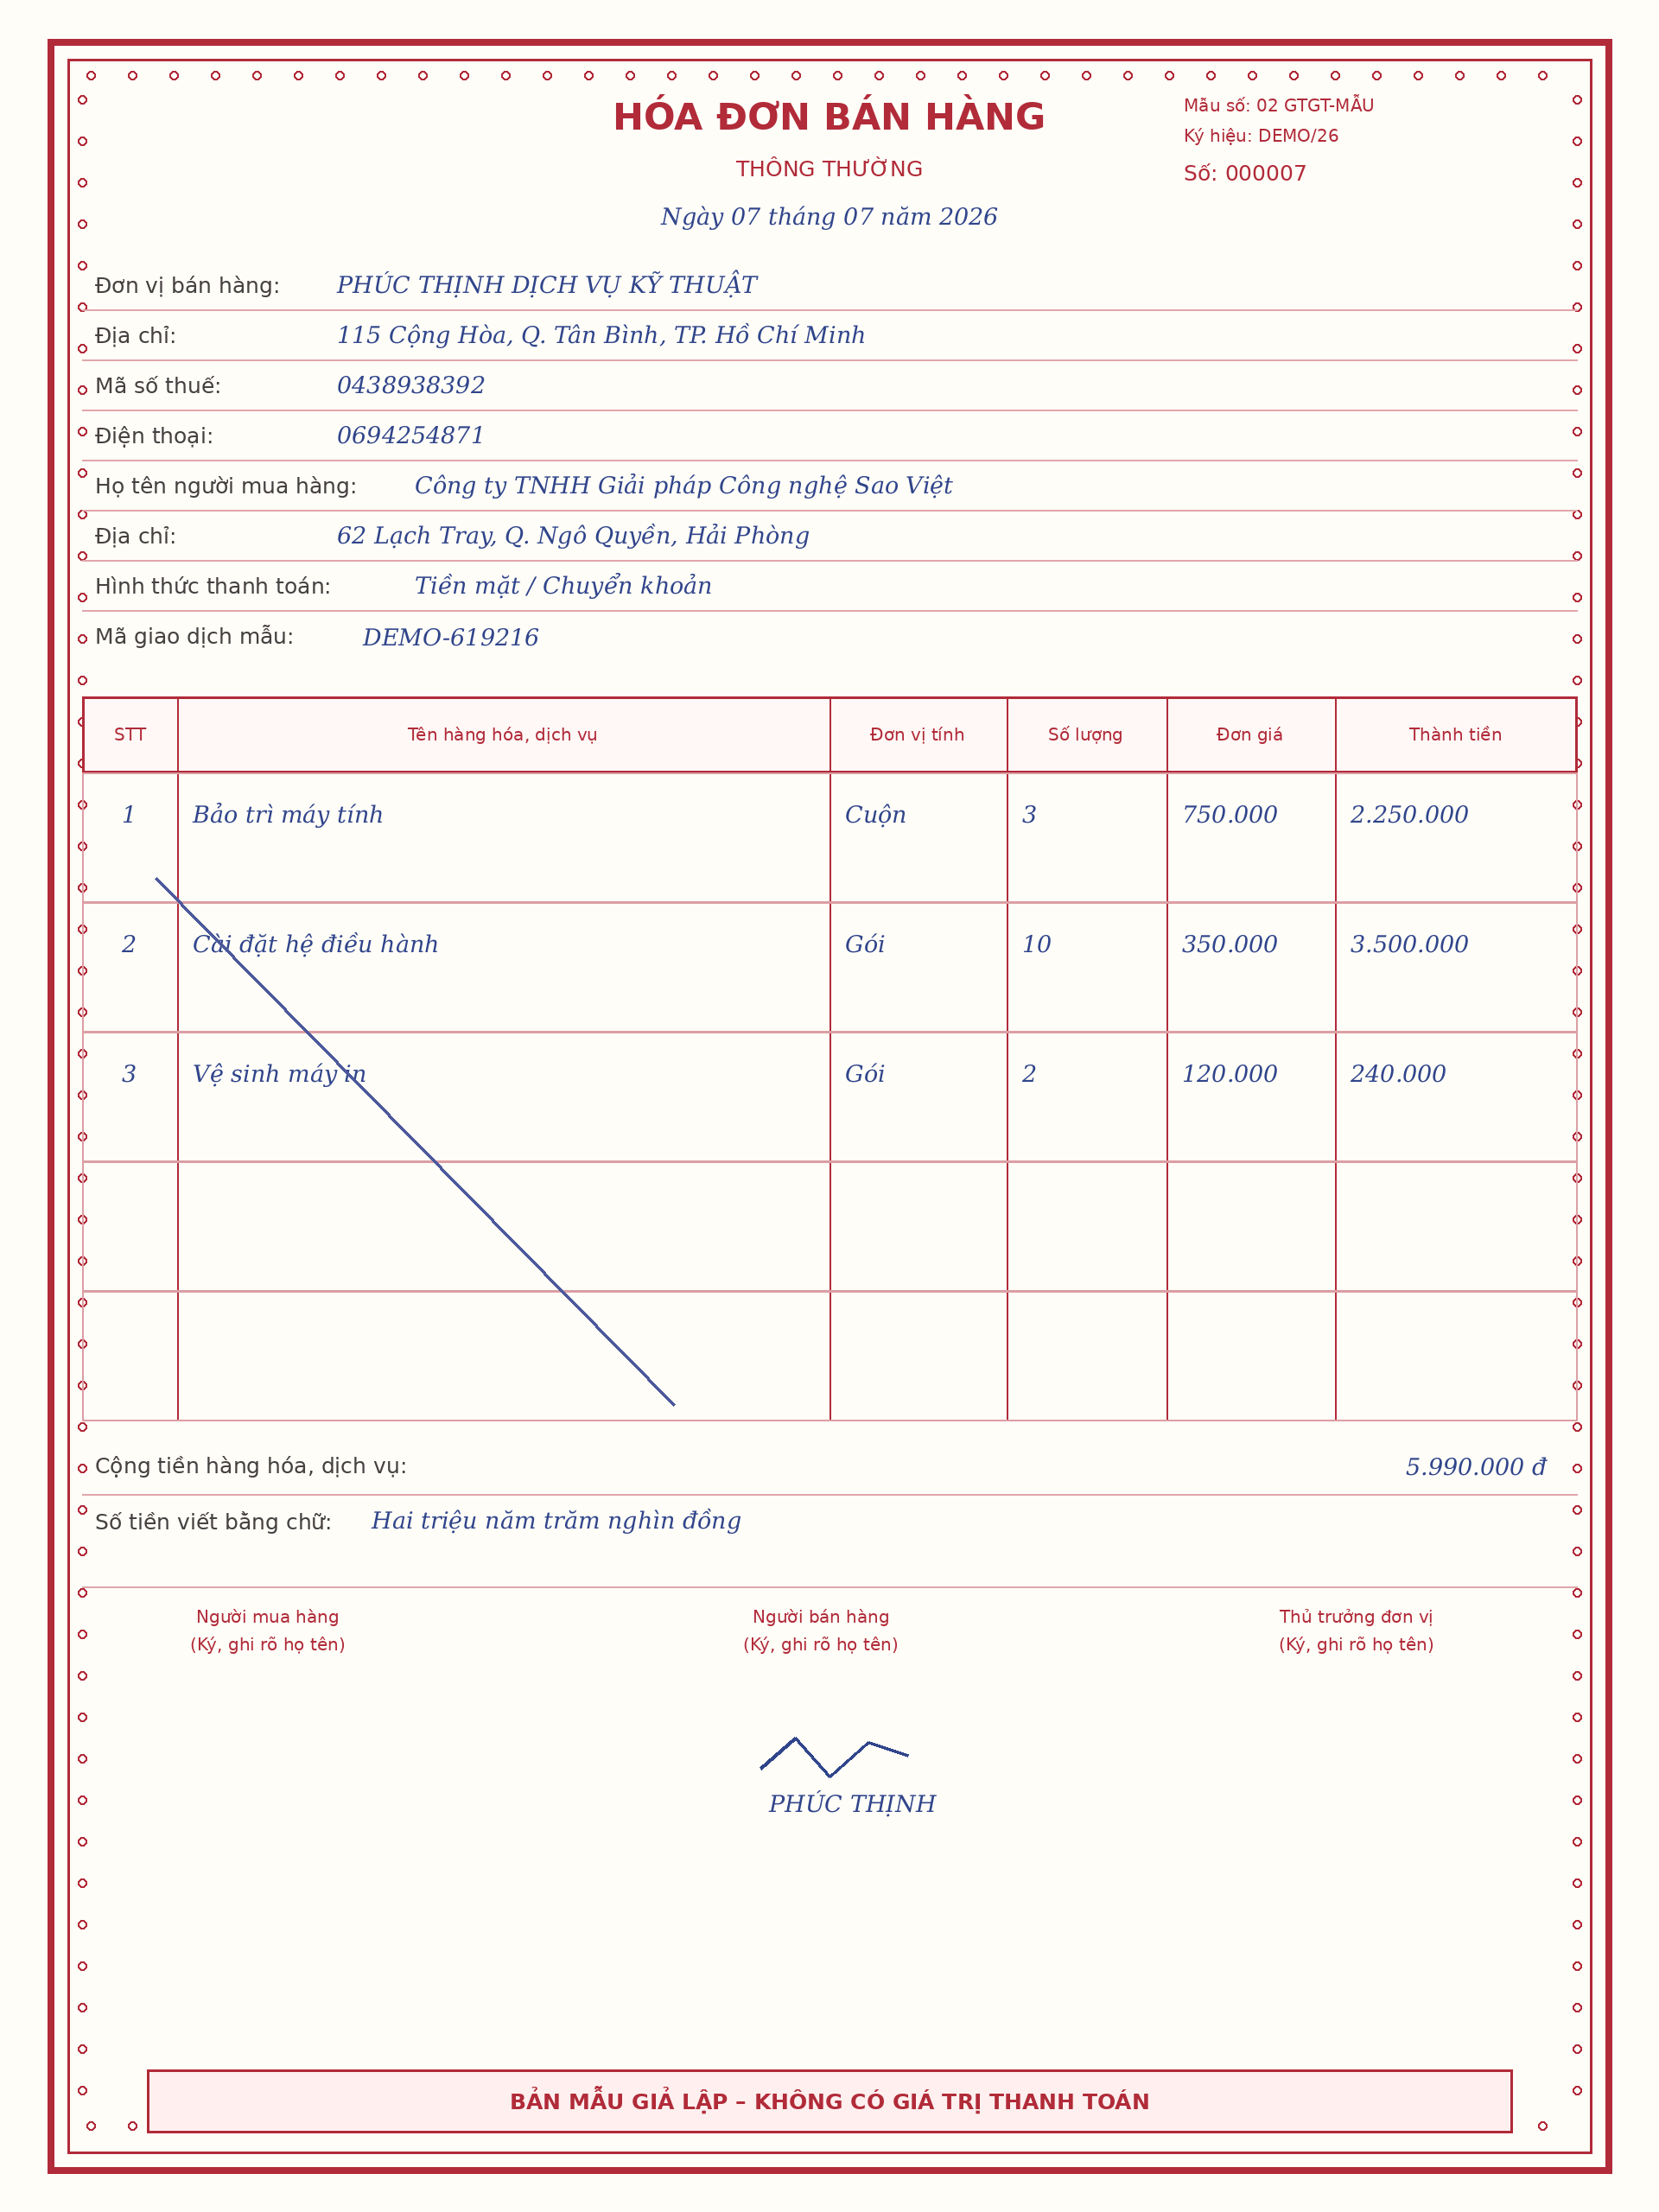 HÓA ĐƠN BÁN HÀNG
THÔNG THƯỜNG
Ngày 07 tháng 07 năm 2026
Mẫu số: 02 GTGT-MẪU
Ký hiệu: DEMO/26
Số: 000007
Đơn vị bán hàng: PHÚC THỊNH DỊCH VỤ KỸ THUẬT
Địa chỉ: 115 Cộng Hòa, Q. Tân Bình, TP. Hồ Chí Minh
Mã số thuế: 0438938392
Điện thoại: 0694254871
Họ tên người mua hàng: Công ty TNHH Giải pháp Công nghệ Sao Việt
Địa chỉ: 62 Lạch Tray, Q. Ngô Quyền, Hải Phòng
Hình thức thanh toán: Tiền mặt / Chuyển khoản
Mã giao dịch mẫu: DEMO-619216
STT Tên hàng hóa, dịch vụ Đơn vị tính Số lượng Đơn giá Thành tiền
1 Bảo trì máy tính Cuộn 3 750.000 2.250.000
2 Cài đặt hệ điều hành Gói 10 350.000 3.500.000
3 Vệ sinh máy in Gói 2 120.000 240.000
Cộng tiền hàng hóa, dịch vụ: 5.990.000 đ
Số tiền viết bằng chữ: Hai triệu năm trăm nghìn đồng
Người mua hàng Người bán hàng Thủ trưởng đơn vị
(Ký, ghi rõ họ tên) (Ký, ghi rõ họ tên) (Ký, ghi rõ họ tên)
PHÚC THỊNH
BẢN MẪU GIẢ LẬP – KHÔNG CÓ GIÁ TRỊ THANH TOÁN